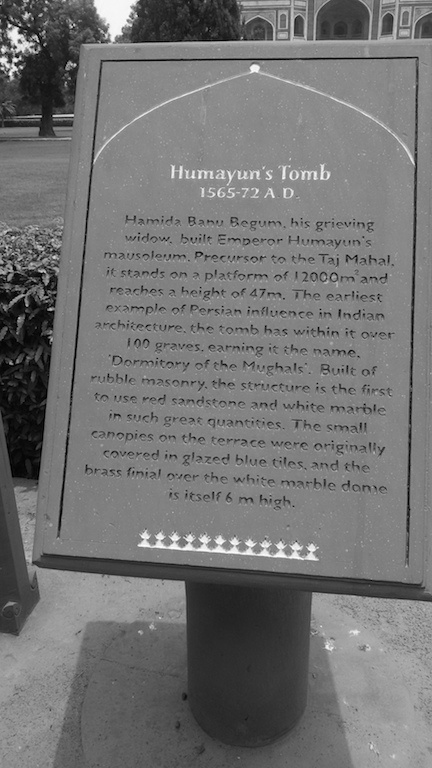 Humayun's Tomb
1565-72 A D
Hamida Banu Begum, his grieving
widow, built Emperor Humayun's
mausoleum. Precursor to the Taj Mahal,
it stands on a platform of 12000m² and
reaches a height of 47m. The earliest
example of Persian influence in Indian
architecture, the tomb has within it over
100 graves, earning it the name,
'Dormitory of the Mughals'. Built of
rubble masonry, the structure is the first
to use red sandstone and white marble
in such great quantities. The small
canopies on the terrace were originally
covered in glazed blue tiles, and the
brass finial over the white marble dome
is itself 6 m high.